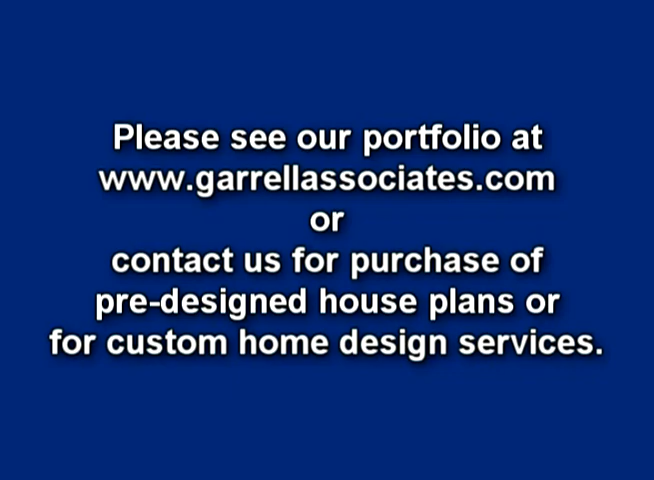 Please see our portfolio at
www.garrellassociates.com
or
contact us for purchase of
pre-designed house plans or
for custom home design services.